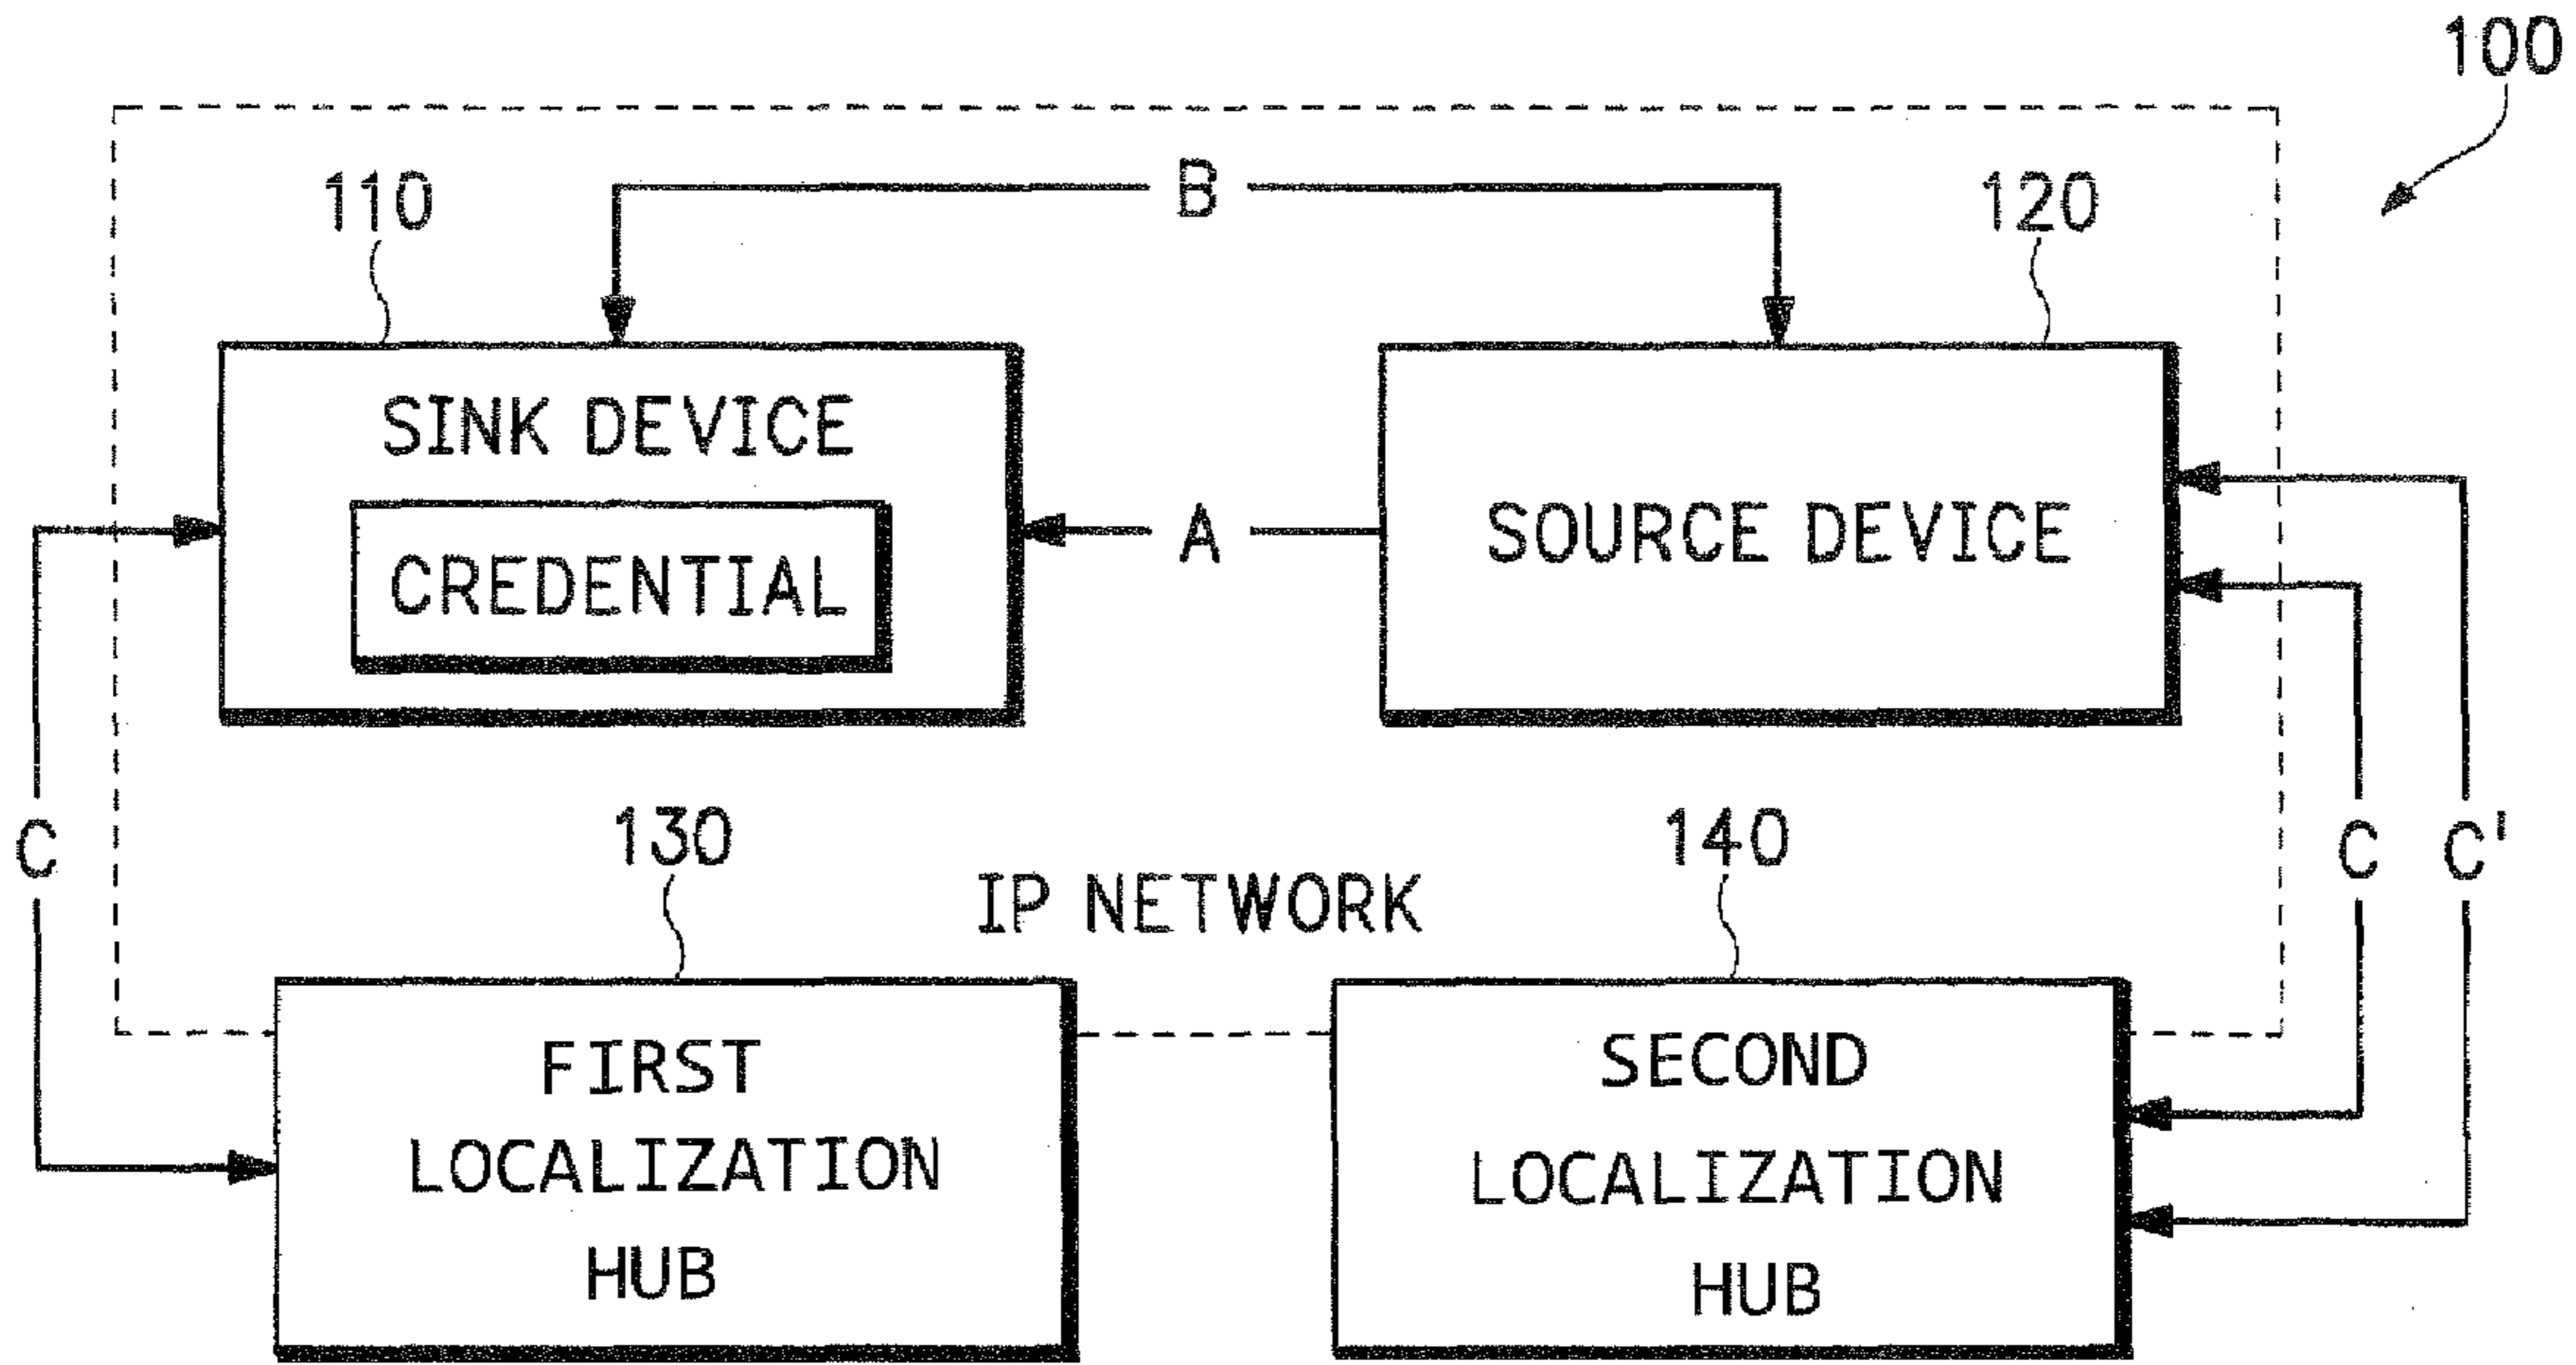 100
B
110
120
SINK DEVICE
CREDENTIAL
A
SOURCE DEVICE
C
130
IP NETWORK
140
C
C'
FIRST
LOCALIZATION
HUB
SECOND
LOCALIZATION
HUB